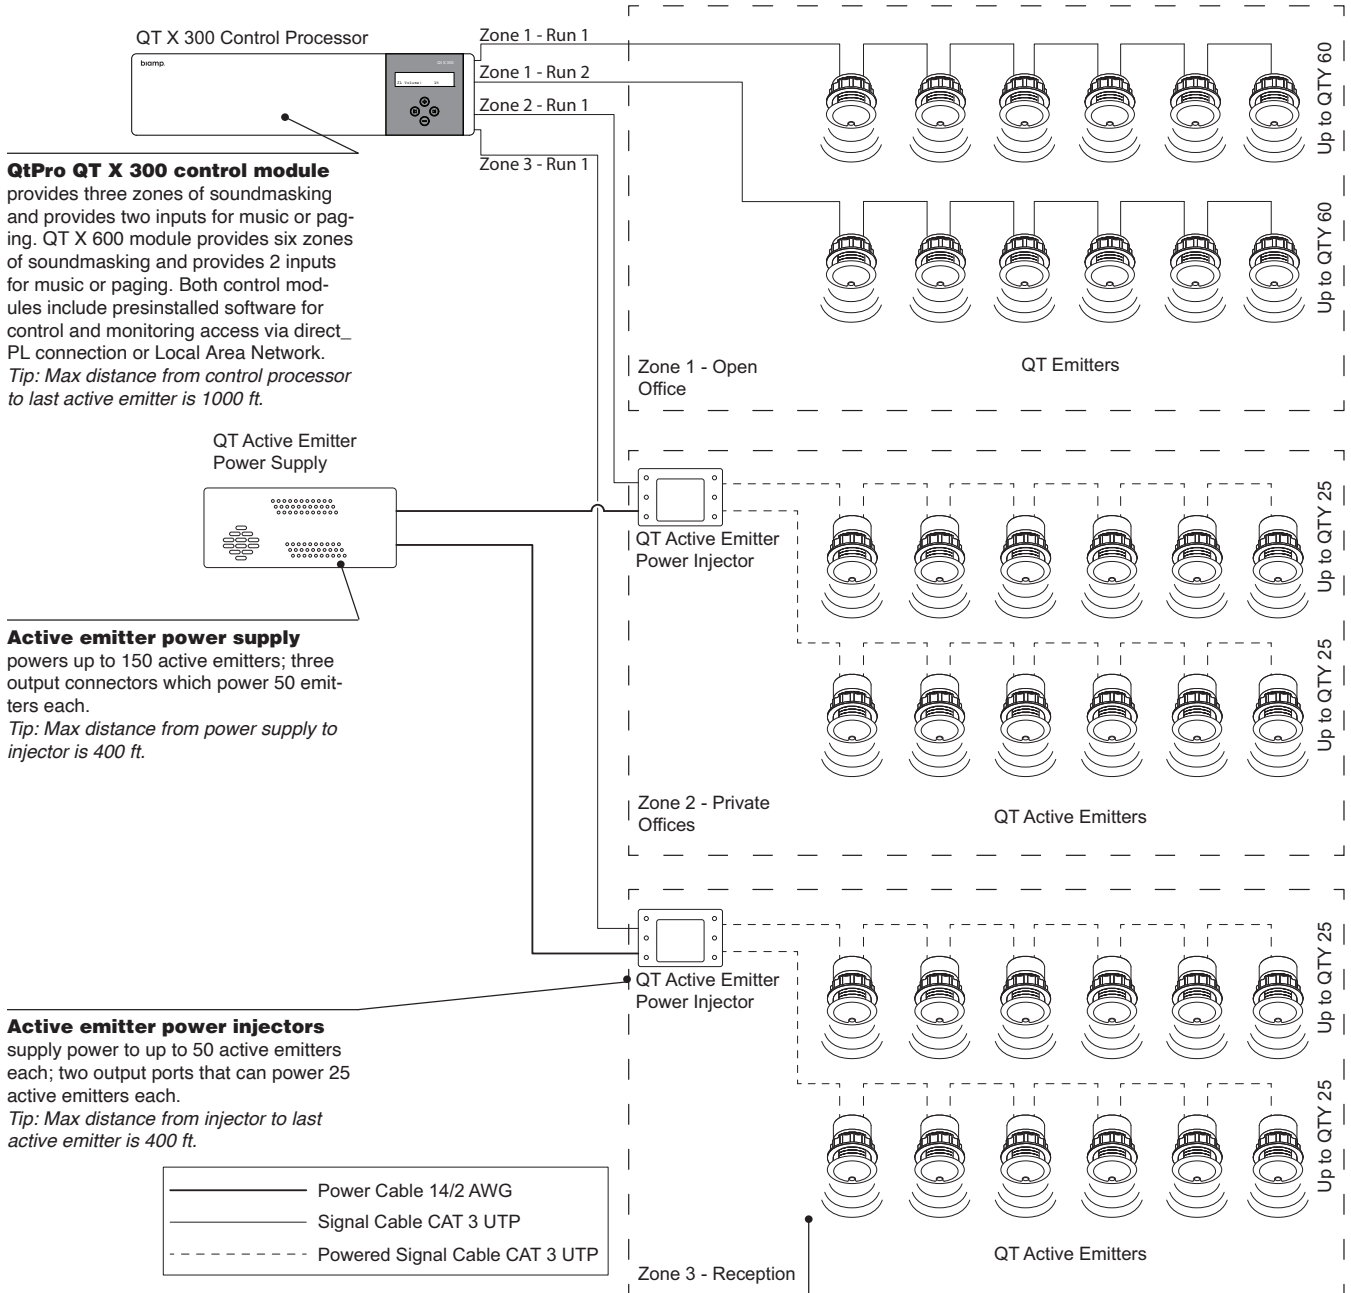 QT X 300 Control Processor
biamp.
Zone 1 - Run 1
Zone 1 - Run 2
Zone 2 - Run 1
Zone 3 - Run 1
QtPro QT X 300 control module
provides three zones of soundmasking
and provides two inputs for music or pag-
ing. QT X 600 module provides six zones
of soundmasking and provides 2 inputs
for music or paging. Both control mod-
ules include presinstalled software for
control and monitoring access via direct_
PL connection or Local Area Network.
Tip: Max distance from control processor
to last active emitter is 1000 ft.
Up to QTY 60
Up to QTY 60
Zone 1 - Open
Office
QT Emitters
QT Active Emitter
Power Supply
Active emitter power supply
powers up to 150 active emitters; three
output connectors which power 50 emit-
ters each.
Tip: Max distance from power supply to
injector is 400 ft.
QT Active Emitter
Power Injector
Up to QTY 25
Up to QTY 25
Zone 2 - Private
Offices
QT Active Emitters
QT Active Emitter
Power Injector
Up to QTY 25
Up to QTY 25
Active emitter power injectors
supply power to up to 50 active emitters
each; two output ports that can power 25
active emitters each.
Tip: Max distance from injector to last
active emitter is 400 ft.
Power Cable 14/2 AWG
Signal Cable CAT 3 UTP
Powered Signal Cable CAT 3 UTP
Zone 3 - Reception
QT Active Emitters